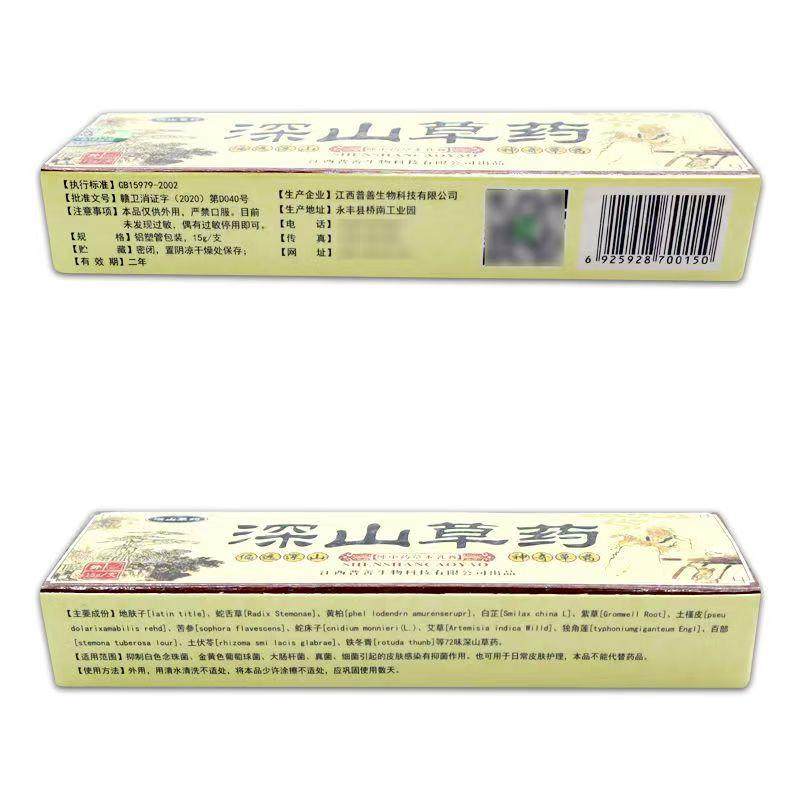 深山草药
SHENSHANCAOYAO
江西普善生物科技有限公司出品
【执行标准】GB15979-2002
【批准文号】赣卫消证字(2020)第D040号
【注意事项】本品仅供外用，严禁口服。目前
未发现过敏，偶有过敏停用即可。
【规 格】铝塑管包装，15g/支
【贮 藏】密闭，置阴凉干燥处保存；
【有 效 期】二年
【生产企业】江西普善生物科技有限公司
【生产地址】永丰县桥南工业园
【电 话】
【传 真】
【网 址】
6 925928 700150
深山草药
深山草药
SHENSHANCAOYAO
江西普善生物科技有限公司出品
15g/支
【主要成份】地肤子[latin title]、蛇舌草[Radix Stemonae]、黄柏[phel lodendrn amurenserupr]、白芷[Smilax china L]、紫草[Gromwell Root]、土槿皮[pseu
dolarixamabilis rehd]、苦参[sophora flavescens]、蛇床子[cnidium monnieri(L.)、艾草[Artemisia indica Willd]、独角莲[typhoniumgiganteum Engl]、百部
[stemona tuberosa lour]、土伏苓[rhizoma smi lacis glabrae]、铁冬青[rotuda thunb]等72味深山草药。
【适用范围】抑制白色念珠菌、金黄色葡萄球菌、大肠杆菌、真菌、细菌引起的皮肤感染有抑菌作用。也可用于日常皮肤护理，本品不能代替药品。
【使用方法】外用，用清水清洗不适处，将本品少许涂擦不适处，应巩固使用数天。